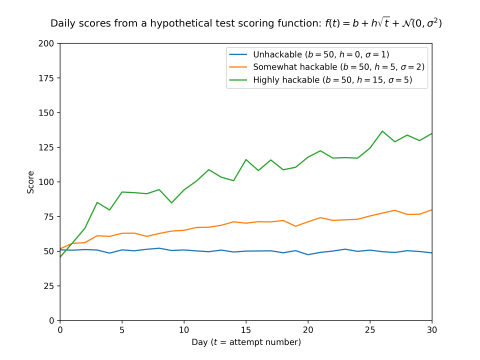 Daily scores from a hypothetical test scoring function: f(t) = b + h√t + 𝒩(0, σ²)
200
175
150
125
100
75
50
25
0
Score
Unhackable (b = 50, h = 0, σ = 1)
Somewhat hackable (b = 50, h = 5, σ = 2)
Highly hackable (b = 50, h = 15, σ = 5)
0 5 10 15 20 25 30
Day (t = attempt number)